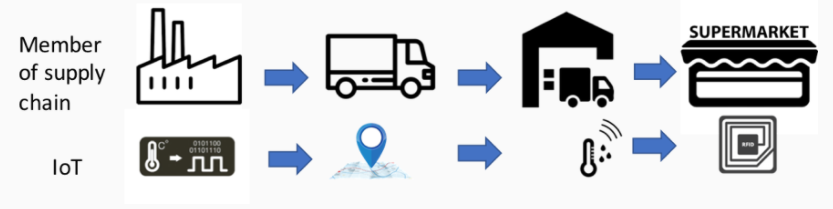 SUPERMARKET
Member
of supply
chain
C°
0101100
01101110
IoT
RFID